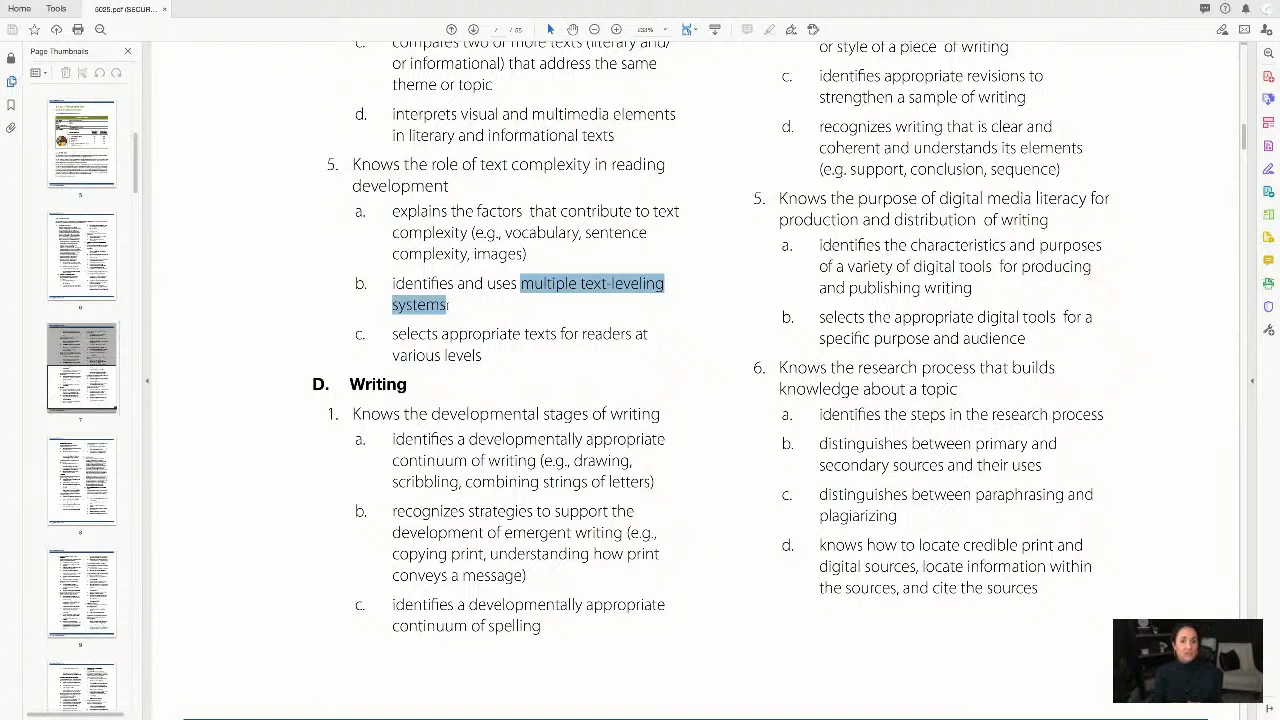 Home
Tools
5025.pdf (SECUR...
Page Thumbnails
5
6
7
8
9
compares two or more texts (literary and/
or informational) that address the same
theme or topic
d. interprets visual and multimedia elements
in literary and informational texts
5. Knows the role of text complexity in reading
development
a. explains the factors that contribute to text
complexity (e.g., vocabulary, sentence
complexity,
b. identifies and multiple text-leveling
systems
c. texts for readers at
various levels
D. Writing
1. Knows the developmental stages of writing
a. identifies a developmentally appropriate
continuum of writing (e.g., drawing,
scribbling, continuous strings of letters)
b. recognizes strategies to support the
development of emergent writing (e.g.,
copying print, understanding how print
conveys a message)
c. identifies a developmentally appropriate
continuum of writing
or style of a piece of writing
c. identifies appropriate revisions to
strengthen a sample of writing
d. recognizes writing that is clear and
coherent and understands its elements
(e.g., support, conclusion, sequence)
5. Knows the purpose of digital media literacy for
production and distribution of writing
identifies the characteristics and purposes
of a variety of digital tools for producing
and publishing writing
b. selects the appropriate digital tools for a
specific purpose or audience
6. Knows the research process that builds
knowledge about a
a. identifies the steps in the research process
distinguishes between primary and
secondary sources and their uses
distinguishes between paraphrasing and
plagiarizing
d. knows how to locate credible print and
digital sources, locate information within
the sources, and cite the sources